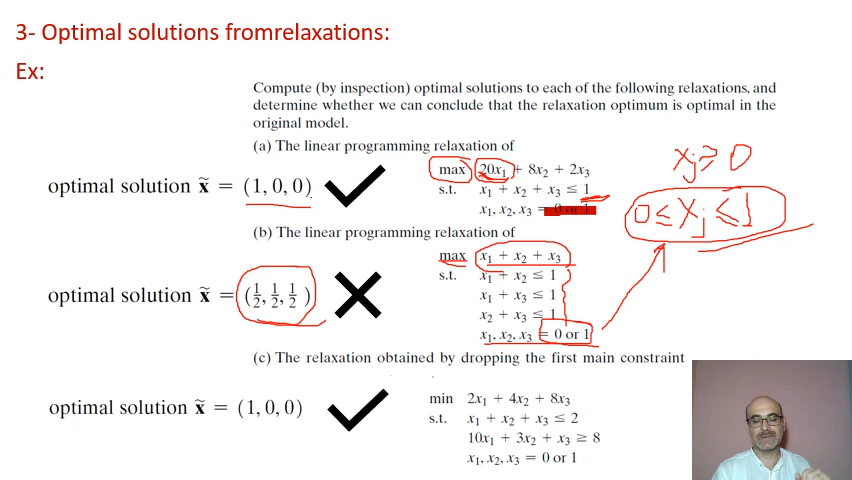 3- Optimal solutions fromrelaxations:
Ex:
Compute (by inspection) optimal solutions to each of the following relaxations, and
determine whether we can conclude that the relaxation optimum is optimal in the
original model.
(a) The linear programming relaxation of
max 20x₁ + 8x₂ + 2x₃
s.t. x₁ + x₂ + x₃ ≤ 1
x₁, x₂, x₃ = 0 or 1
optimal solution x̃ = (1, 0, 0)
xⱼ ≥ 0
0 ≤ xⱼ ≤ 1
(b) The linear programming relaxation of
max x₁ + x₂ + x₃
s.t. x₁ + x₂ ≤ 1
x₁ + x₃ ≤ 1
x₂ + x₃ ≤ 1
x₁, x₂, x₃ = 0 or 1
optimal solution x̃ = (1/2, 1/2, 1/2)
(c) The relaxation obtained by dropping the first main constraint
min 2x₁ + 4x₂ + 8x₃
s.t. x₁ + x₂ + x₃ ≤ 2
10x₁ + 3x₂ + x₃ ≥ 8
x₁, x₂, x₃ = 0 or 1
optimal solution x̃ = (1, 0, 0)